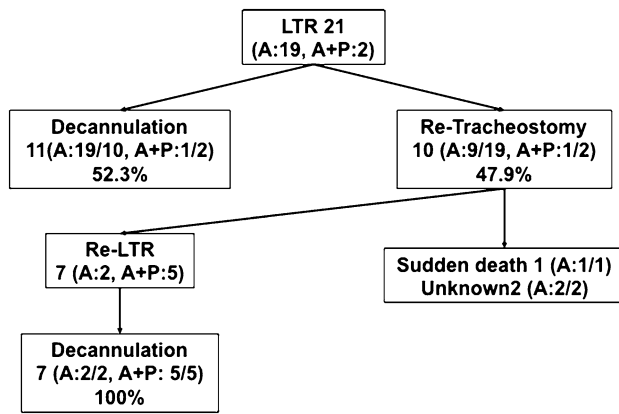 LTR 21
(A:19, A+P:2)
Decannulation
11(A:19/10, A+P:1/2)
52.3%
Re-Tracheostomy
10 (A:9/19, A+P:1/2)
47.9%
Re-LTR
7 (A:2, A+P:5)
Sudden death 1 (A:1/1)
Unknown2 (A:2/2)
Decannulation
7 (A:2/2, A+P: 5/5)
100%